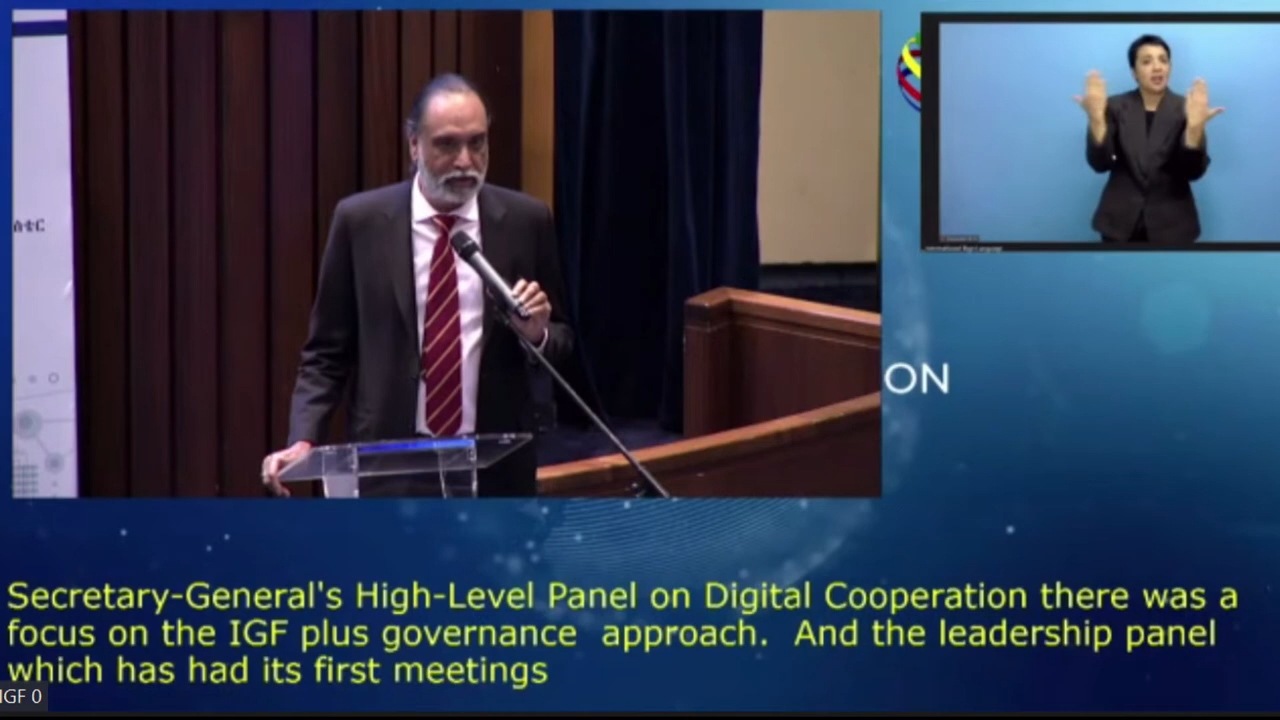 ስቴር
ON
Secretary-General's High-Level Panel on Digital Cooperation there was a
focus on the IGF plus governance  approach.  And the leadership panel
which has had its first meetings
IGF 0